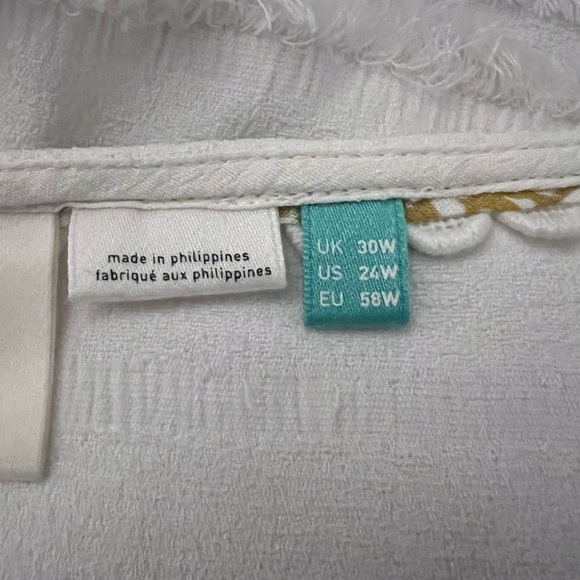 made in philippines
fabriqué aux philippines
UK 30W
US 24W
EU 58W